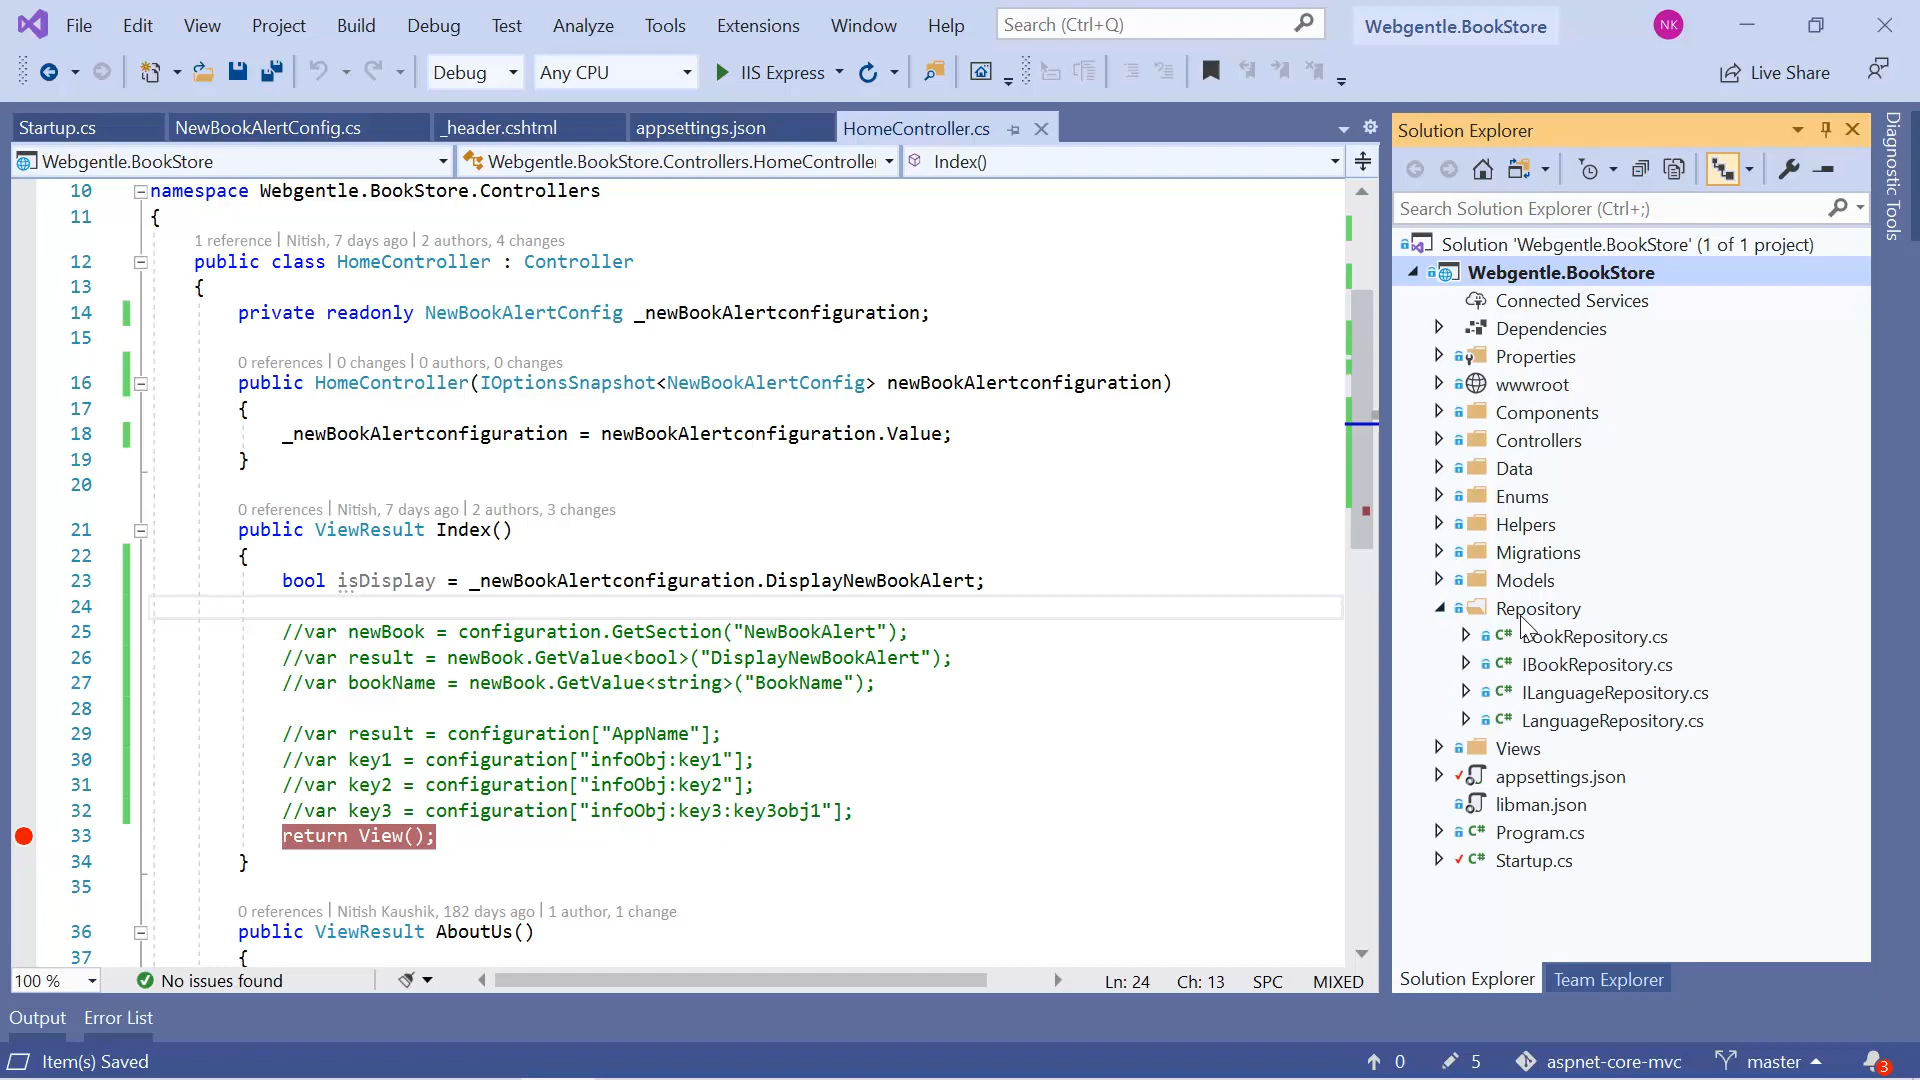 File Edit View Project Build Debug Test Analyze Tools Extensions Window Help Search (Ctrl+Q) Webgentle.BookStore NK
Debug Any CPU IIS Express Live Share
Startup.cs NewBookAlertConfig.cs _header.cshtml appsettings.json HomeController.cs
Webgentle.BookStore Webgentle.BookStore.Controllers.HomeController Index()
10 namespace Webgentle.BookStore.Controllers
11 {
1 reference | Nitish, 7 days ago | 2 authors, 4 changes
12 public class HomeController : Controller
13 {
14 private readonly NewBookAlertConfig _newBookAlertconfiguration;
15
0 references | 0 changes | 0 authors, 0 changes
16 public HomeController(IOptionsSnapshot<NewBookAlertConfig> newBookAlertconfiguration)
17 {
18 _newBookAlertconfiguration = newBookAlertconfiguration.Value;
19 }
20
0 references | Nitish, 7 days ago | 2 authors, 3 changes
21 public ViewResult Index()
22 {
23 bool isDisplay = _newBookAlertconfiguration.DisplayNewBookAlert;
24
25 //var newBook = configuration.GetSection("NewBookAlert");
26 //var result = newBook.GetValue<bool>("DisplayNewBookAlert");
27 //var bookName = newBook.GetValue<string>("BookName");
28
29 //var result = configuration["AppName"];
30 //var key1 = configuration["infoObj:key1"];
31 //var key2 = configuration["infoObj:key2"];
32 //var key3 = configuration["infoObj:key3:key3obj1"];
33 return View();
34 }
35
0 references | Nitish Kaushik, 182 days ago | 1 author, 1 change
36 public ViewResult AboutUs()
37 {
100 % No issues found Ln: 24 Ch: 13 SPC MIXED
Solution Explorer
Search Solution Explorer (Ctrl+;)
Solution 'Webgentle.BookStore' (1 of 1 project)
Webgentle.BookStore
Connected Services
Dependencies
Properties
wwwroot
Components
Controllers
Data
Enums
Helpers
Migrations
Models
Repository
BookRepository.cs
IBookRepository.cs
ILanguageRepository.cs
LanguageRepository.cs
Views
appsettings.json
libman.json
Program.cs
Startup.cs
Solution Explorer Team Explorer
Diagnostic Tools
Output Error List
Item(s) Saved 0 5 aspnet-core-mvc master 3